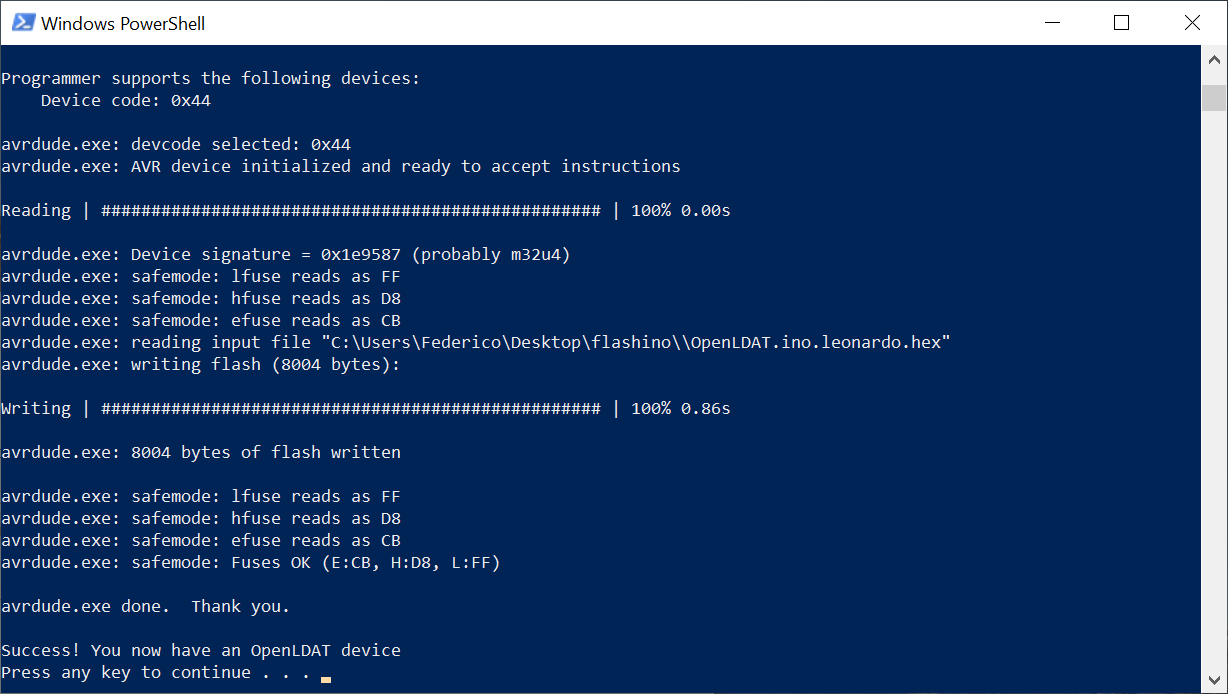 Windows PowerShell
Programmer supports the following devices:
    Device code: 0x44
avrdude.exe: devcode selected: 0x44
avrdude.exe: AVR device initialized and ready to accept instructions
Reading | ################################################## | 100% 0.00s
avrdude.exe: Device signature = 0x1e9587 (probably m32u4)
avrdude.exe: safemode: lfuse reads as FF
avrdude.exe: safemode: hfuse reads as D8
avrdude.exe: safemode: efuse reads as CB
avrdude.exe: reading input file "C:\Users\Federico\Desktop\flashino\\OpenLDAT.ino.leonardo.hex"
avrdude.exe: writing flash (8004 bytes):
Writing | ################################################## | 100% 0.86s
avrdude.exe: 8004 bytes of flash written
avrdude.exe: safemode: lfuse reads as FF
avrdude.exe: safemode: hfuse reads as D8
avrdude.exe: safemode: efuse reads as CB
avrdude.exe: safemode: Fuses OK (E:CB, H:D8, L:FF)
avrdude.exe done.  Thank you.
Success! You now have an OpenLDAT device
Press any key to continue . . .